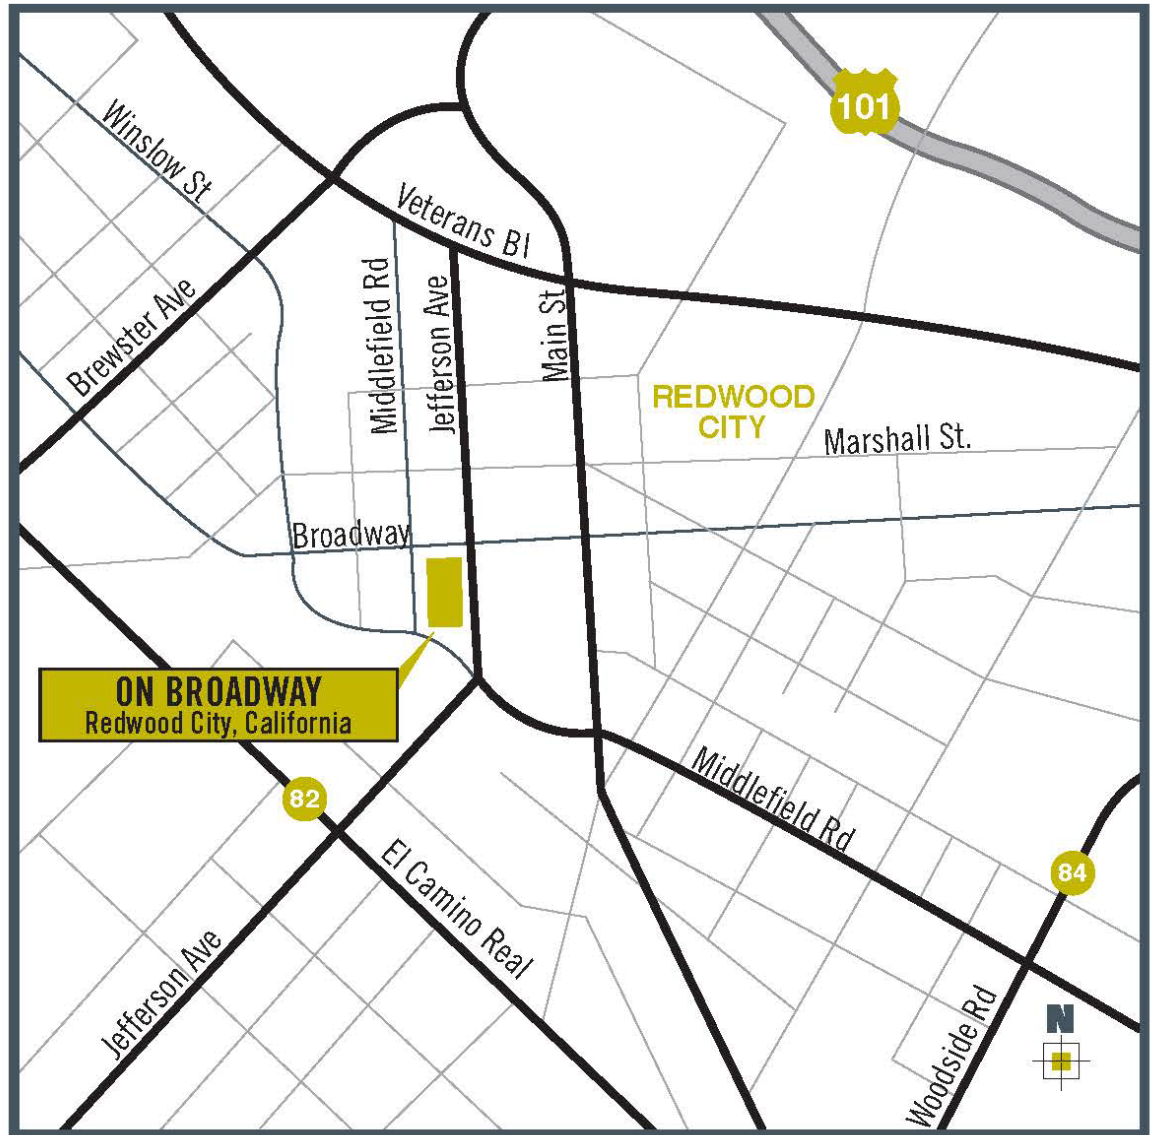 101
Winslow St
Veterans Bl
Brewster Ave
Middlefield Rd
Jefferson Ave
Main St
REDWOOD
CITY
Marshall St.
Broadway
ON BROADWAY
Redwood City, California
82
Middlefield Rd
El Camino Real
84
Jefferson Ave
Woodside Rd
N